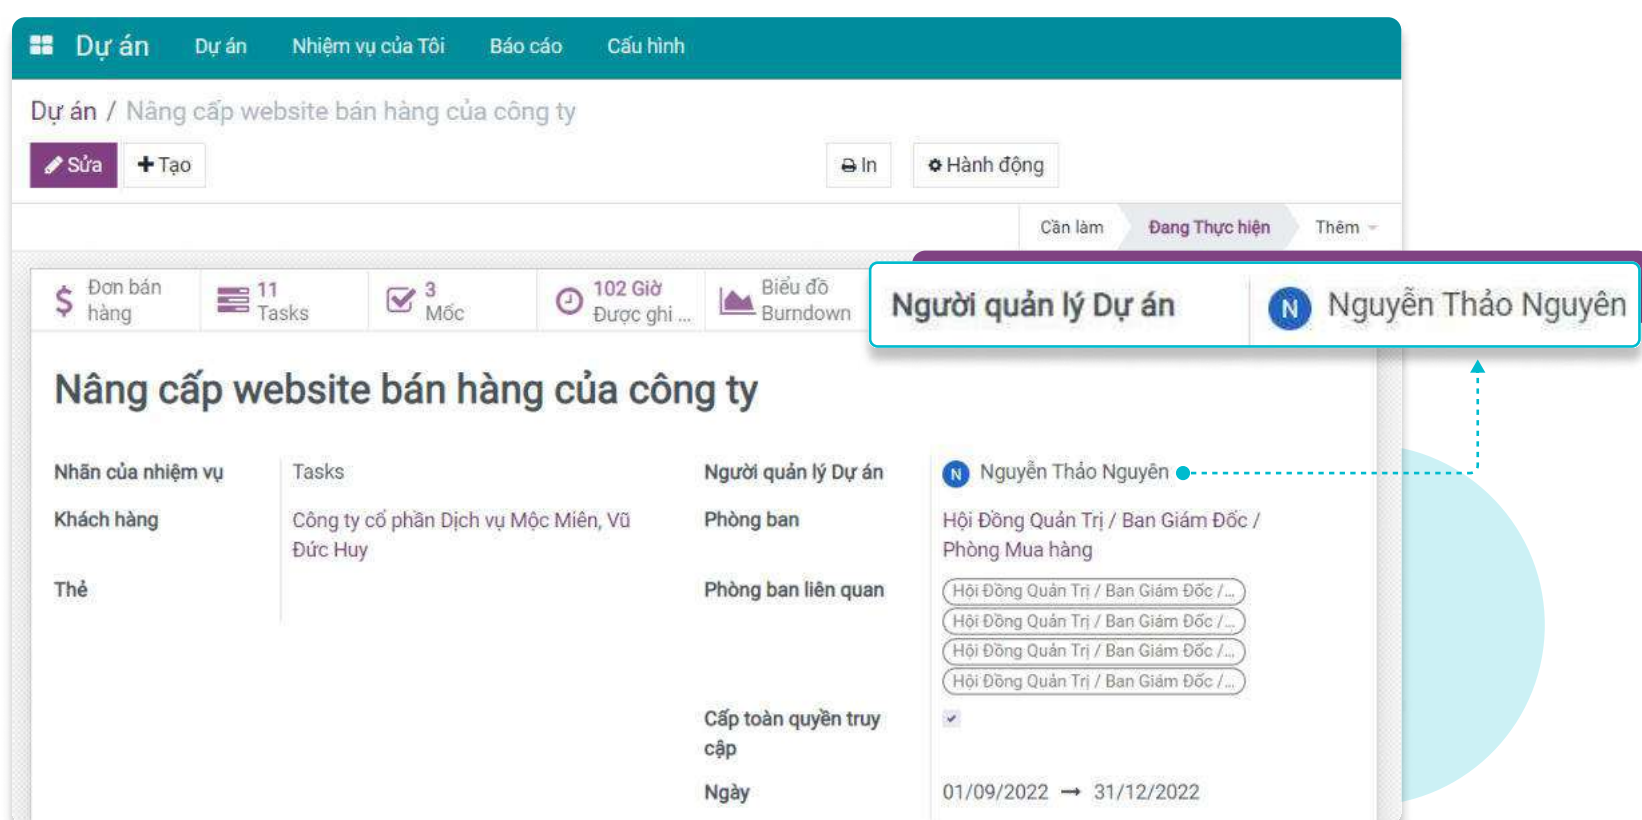 Dự án Dự án Nhiệm vụ của Tôi Báo cáo Cấu hình
Dự án / Nâng cấp website bán hàng của công ty
Sửa Tạo In Hành động
Cần làm Đang Thực hiện Thêm
Đơn bán hàng
11 Tasks
3 Mốc
102 Giờ Được ghi ...
Biểu đồ Burndown
Người quản lý Dự án N Nguyễn Thảo Nguyên
Nâng cấp website bán hàng của công ty
Nhãn của nhiệm vụ Tasks
Khách hàng Công ty cổ phần Dịch vụ Mộc Miên, Vũ
Đức Huy
Thẻ
Người quản lý Dự án N Nguyễn Thảo Nguyên
Phòng ban Hội Đồng Quản Trị / Ban Giám Đốc /
Phòng Mua hàng
Phòng ban liên quan Hội Đồng Quản Trị / Ban Giám Đốc /...
Hội Đồng Quản Trị / Ban Giám Đốc /...
Hội Đồng Quản Trị / Ban Giám Đốc /...
Hội Đồng Quản Trị / Ban Giám Đốc /...
Cấp toàn quyền truy
cập
Ngày 01/09/2022 → 31/12/2022